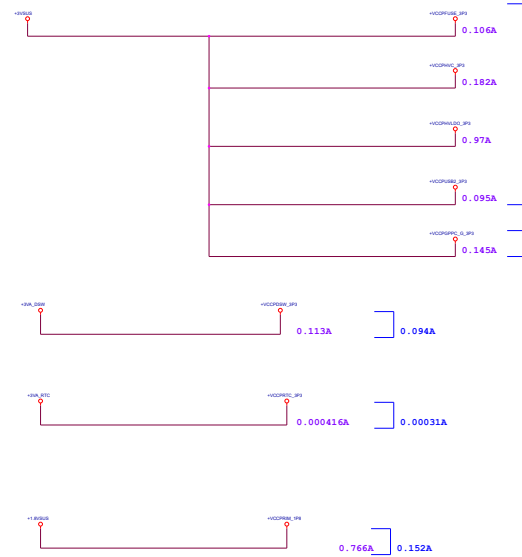 +3VSUS +VCCPFUSE_3P3
0.106A
+VCCPHVC_3P3
0.182A
+VCCPHVLDO_3P3
0.97A
+VCCPUSB2_3P3
0.095A
+VCCPGPPC_G_3P3
0.145A
+3VA_DSW +VCCPDSW_3P3
0.113A 0.094A
+3VA_RTC +VCCPRTC_3P3
0.000416A 0.00031A
+1.8VSUS +VCCPRIM_1P8
0.766A 0.152A